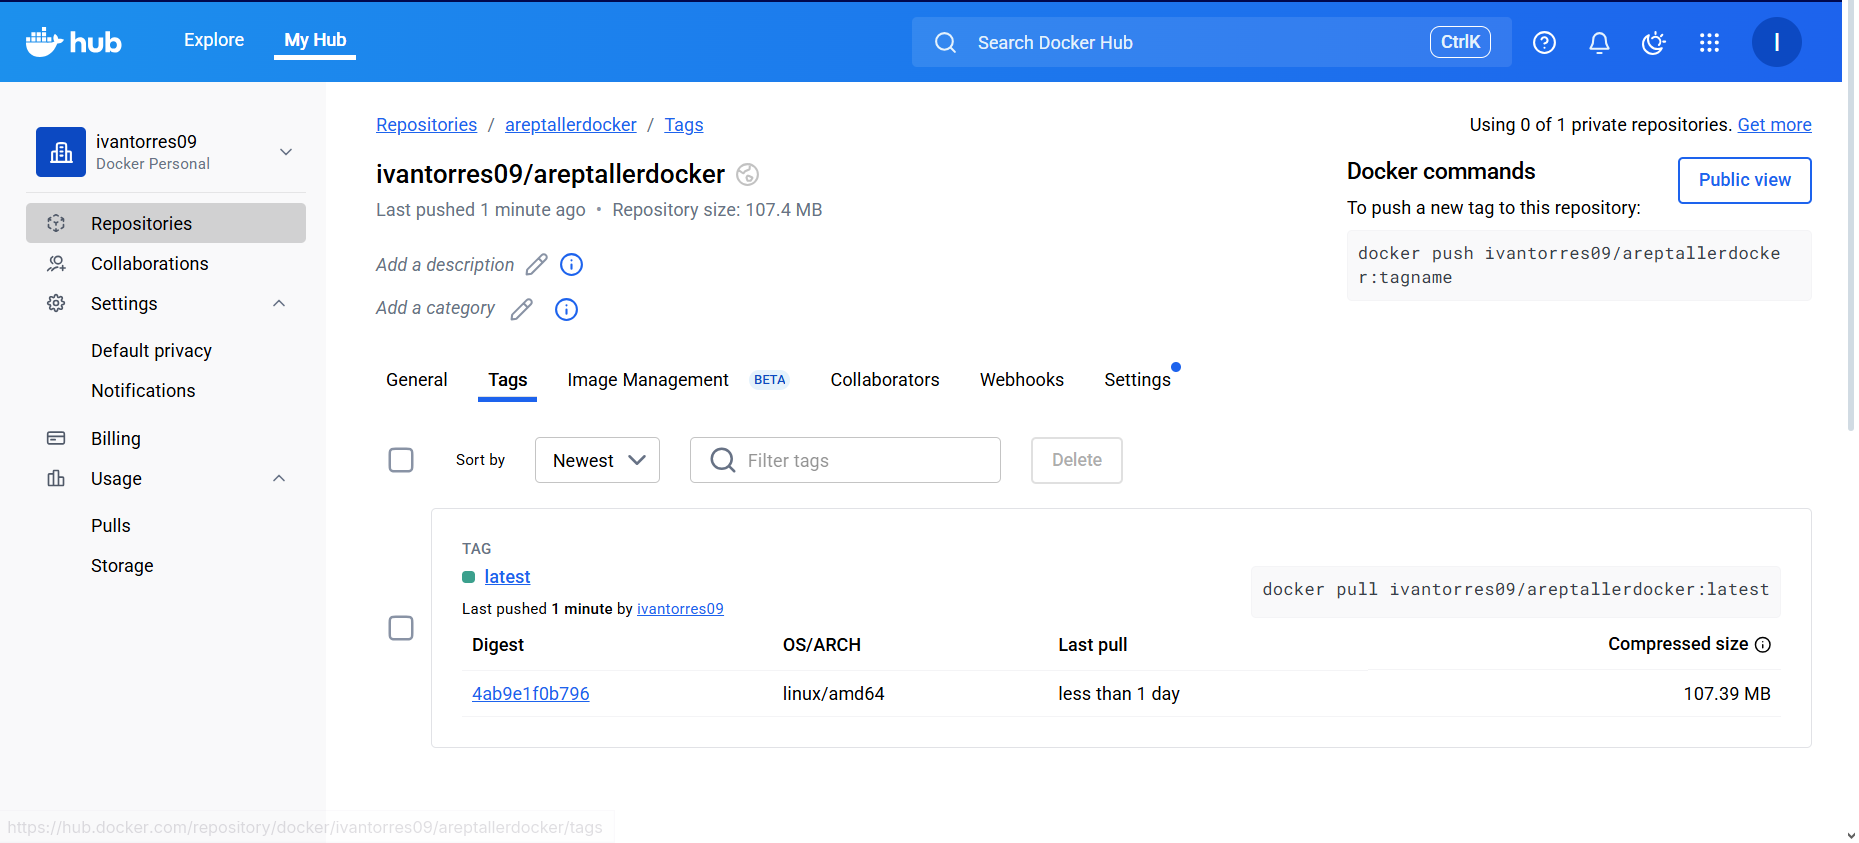 hub
Explore
My Hub
Search Docker Hub
CtrlK
I
ivantorres09
Docker Personal
Repositories
Collaborations
Settings
Default privacy
Notifications
Billing
Usage
Pulls
Storage
Repositories / areptallerdocker / Tags
Using 0 of 1 private repositories. Get more
ivantorres09/areptallerdocker
Last pushed 1 minute ago • Repository size: 107.4 MB
Add a description
Add a category
Docker commands
Public view
To push a new tag to this repository:
docker push ivantorres09/areptallerdocke
r:tagname
General
Tags
Image Management BETA
Collaborators
Webhooks
Settings
Sort by
Newest
Filter tags
Delete
TAG
latest
Last pushed 1 minute by ivantorres09
docker pull ivantorres09/areptallerdocker:latest
Digest OS/ARCH Last pull Compressed size
4ab9e1f0b796 linux/amd64 less than 1 day 107.39 MB
https://hub.docker.com/repository/docker/ivantorres09/areptallerdocker/tags